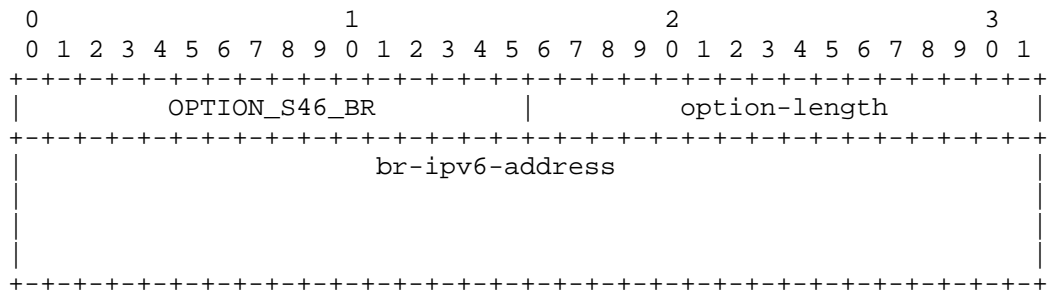 0                   1                   2                   3
 0 1 2 3 4 5 6 7 8 9 0 1 2 3 4 5 6 7 8 9 0 1 2 3 4 5 6 7 8 9 0 1
+-+-+-+-+-+-+-+-+-+-+-+-+-+-+-+-+-+-+-+-+-+-+-+-+-+-+-+-+-+-+-+-+
|         OPTION_S46_BR         |         option-length         |
+-+-+-+-+-+-+-+-+-+-+-+-+-+-+-+-+-+-+-+-+-+-+-+-+-+-+-+-+-+-+-+-+
|                      br-ipv6-address                          |
|                                                               |
|                                                               |
|                                                               |
+-+-+-+-+-+-+-+-+-+-+-+-+-+-+-+-+-+-+-+-+-+-+-+-+-+-+-+-+-+-+-+-+